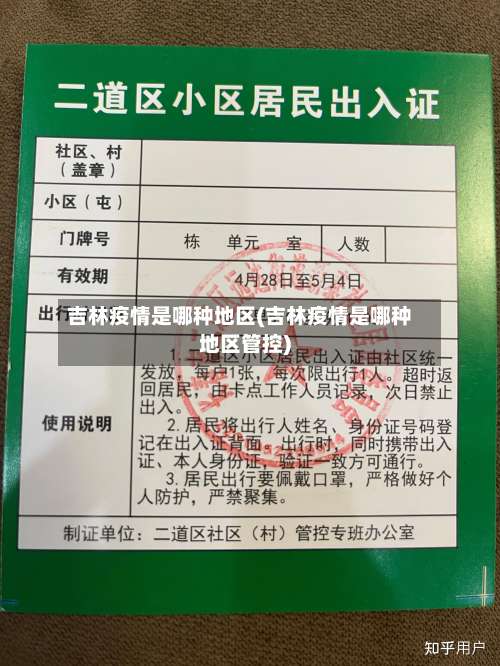 二道区小区居民出入证
社区、村
（盖章）
小区（屯）
门牌号 栋 单元 室 人数
有效期 4月28日至5月4日
出行
吉林疫情是哪种地区(吉林疫情是哪种
地区管控)
使用说明
1. 二道区小区居民出入证由社区统一
发放，每户1张，每次限出行1人。超时返
回居民，由卡点工作人员记录，次日禁止
出入。
2. 居民将出行人姓名、身份证号码登
记在出入证背面。出行时，同时携带出入
证、本人身份证，验证一致方可通行。
3. 居民出行要佩戴口罩，严格做好个
人防护，严禁聚集。
制证单位：二道区社区（村）管控专班办公室
知乎用户